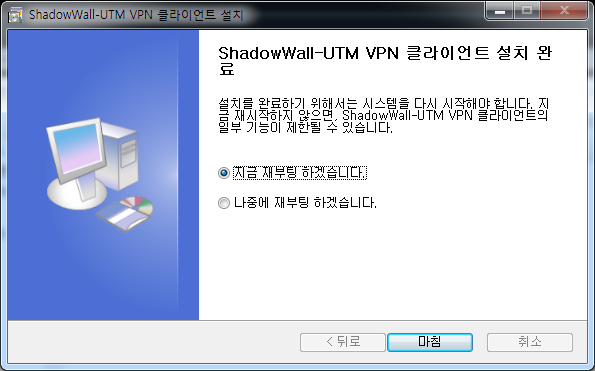 ShadowWall-UTM VPN 클라이언트 설치
ShadowWall-UTM VPN 클라이언트 설치 완
료
설치를 완료하기 위해서는 시스템을 다시 시작해야 합니다. 지
금 재시작하지 않으면, ShadowWall-UTM VPN 클라이언트의
일부 기능이 제한될 수 있습니다.
지금 재부팅 하겠습니다.
나중에 재부팅 하겠습니다.
< 뒤로
마침
취소